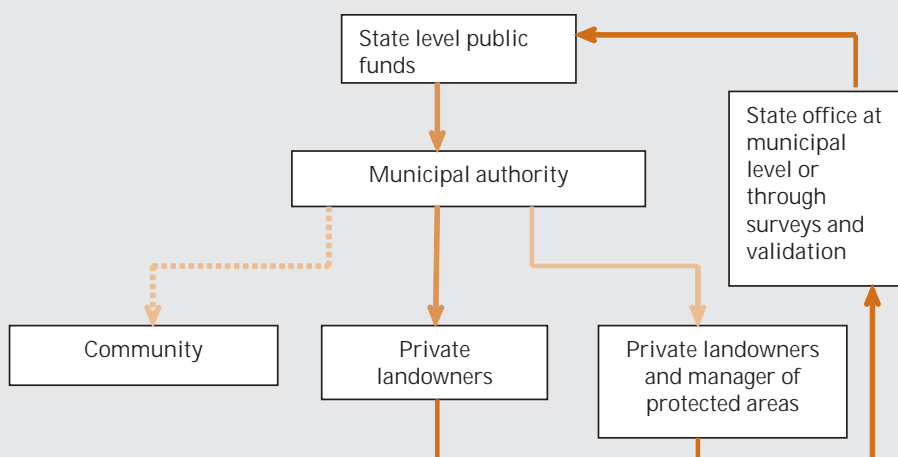 State level public
funds
State office at
municipal
level or
through
surveys and
validation
Municipal authority
Community
Private
landowners
Private landowners
and manager of
protected areas